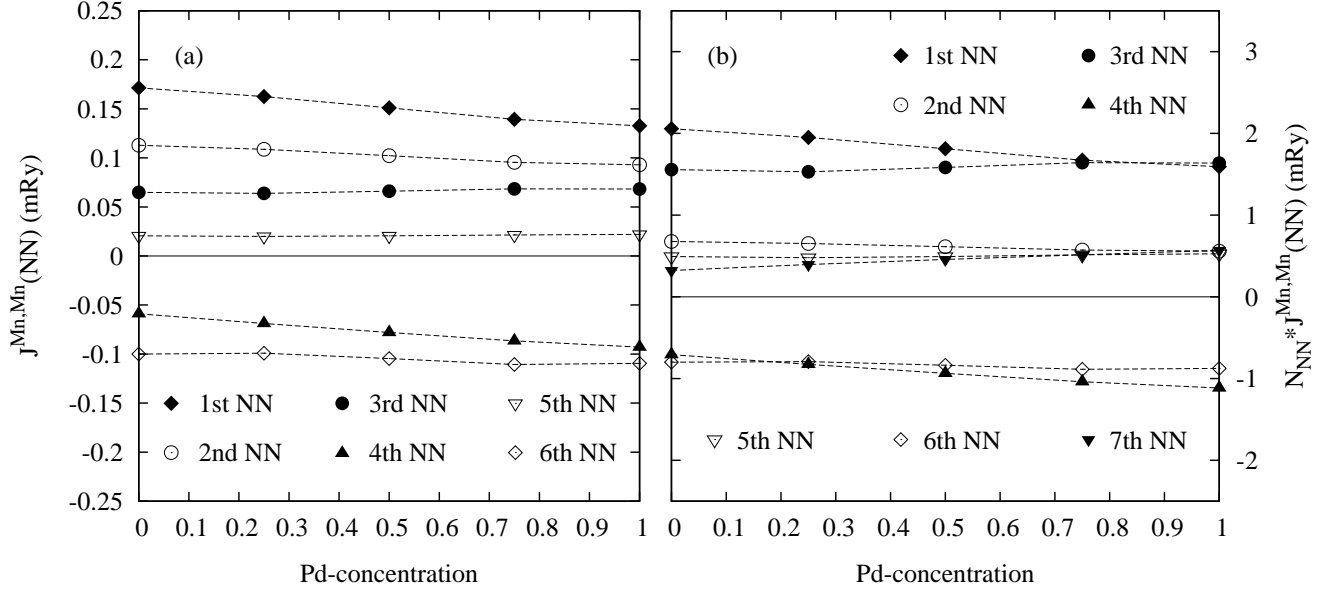 0.25
0.2
0.15
0.1
0.05
0
-0.05
-0.1
-0.15
-0.2
-0.25
J^{Mn,Mn}(NN) (mRy)
(a)
1st NN
3rd NN
5th NN
2nd NN
4th NN
6th NN
0 0.1 0.2 0.3 0.4 0.5 0.6 0.7 0.8 0.9 1
Pd-concentration
(b)
1st NN
3rd NN
2nd NN
4th NN
5th NN
6th NN
7th NN
0 0.1 0.2 0.3 0.4 0.5 0.6 0.7 0.8 0.9 1
Pd-concentration
3
2
1
0
-1
-2
N_{NN}*J^{Mn,Mn}(NN) (mRy)